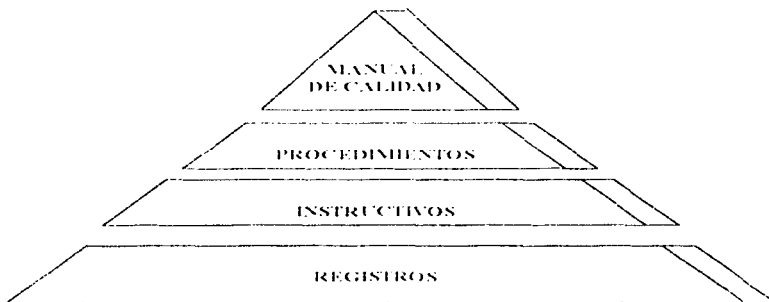 MANUAL
DE CALIDAD
PROCEDIMIENTOS
INSTRUCTIVOS
REGISTROS